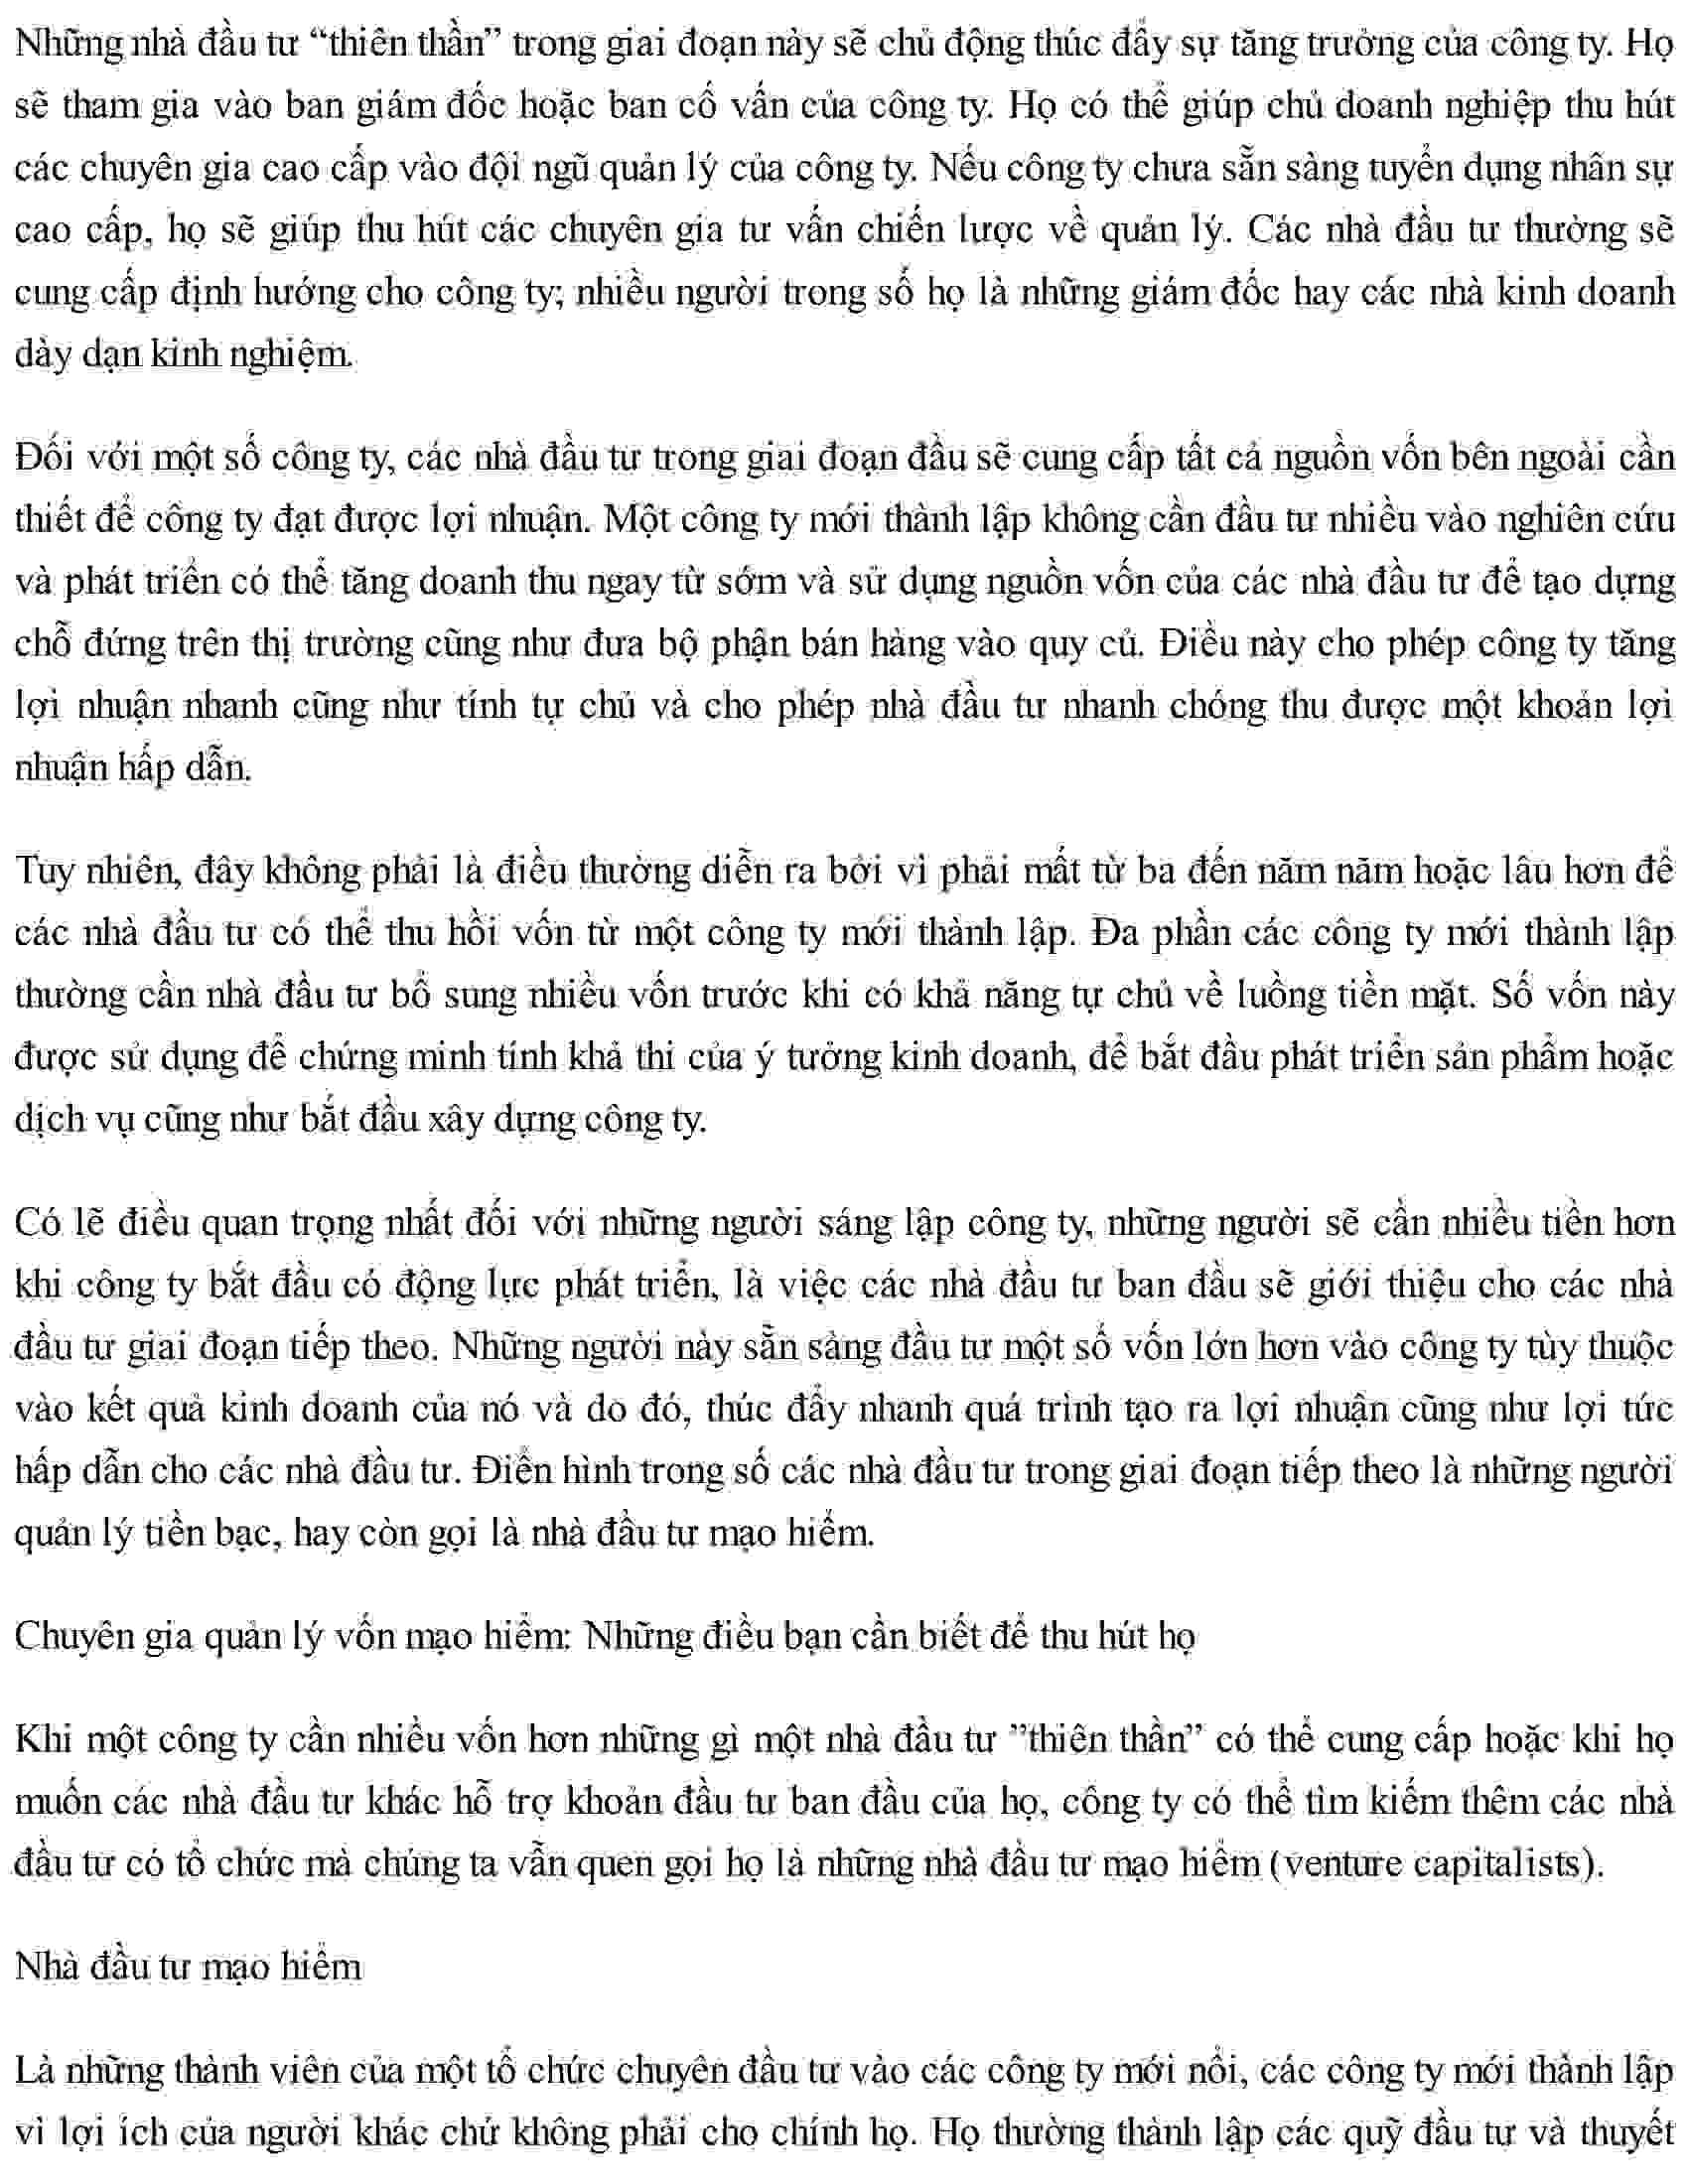 Những nhà đầu tư “thiên thần” trong giai đoạn này sẽ chủ động thúc đẩy sự tăng trưởng của công ty. Họ
sẽ tham gia vào ban giám đốc hoặc ban cố vấn của công ty. Họ có thể giúp chủ doanh nghiệp thu hút
các chuyên gia cao cấp vào đội ngũ quản lý của công ty. Nếu công ty chưa sẵn sàng tuyển dụng nhân sự
cao cấp, họ sẽ giúp thu hút các chuyên gia tư vấn chiến lược về quản lý. Các nhà đầu tư thường sẽ
cung cấp định hướng cho công ty; nhiều người trong số họ là những giám đốc hay các nhà kinh doanh
dày dạn kinh nghiệm.
Đối với một số công ty, các nhà đầu tư trong giai đoạn đầu sẽ cung cấp tất cả nguồn vốn bên ngoài cần
thiết để công ty đạt được lợi nhuận. Một công ty mới thành lập không cần đầu tư nhiều vào nghiên cứu
và phát triển có thể tăng doanh thu ngay từ sớm và sử dụng nguồn vốn của các nhà đầu tư để tạo dựng
chỗ đứng trên thị trường cũng như đưa bộ phận bán hàng vào quy củ. Điều này cho phép công ty tăng
lợi nhuận nhanh cũng như tính tự chủ và cho phép nhà đầu tư nhanh chóng thu được một khoản lợi
nhuận hấp dẫn.
Tuy nhiên, đây không phải là điều thường diễn ra bởi vì phải mất từ ba đến năm năm hoặc lâu hơn để
các nhà đầu tư có thể thu hồi vốn từ một công ty mới thành lập. Đa phần các công ty mới thành lập
thường cần nhà đầu tư bổ sung nhiều vốn trước khi có khả năng tự chủ về luồng tiền mặt. Số vốn này
được sử dụng để chứng minh tính khả thi của ý tưởng kinh doanh, để bắt đầu phát triển sản phẩm hoặc
dịch vụ cũng như bắt đầu xây dựng công ty.
Có lẽ điều quan trọng nhất đối với những người sáng lập công ty, những người sẽ cần nhiều tiền hơn
khi công ty bắt đầu có động lực phát triển, là việc các nhà đầu tư ban đầu sẽ giới thiệu cho các nhà
đầu tư giai đoạn tiếp theo. Những người này sẵn sàng đầu tư một số vốn lớn hơn vào công ty tùy thuộc
vào kết quả kinh doanh của nó và do đó, thúc đẩy nhanh quá trình tạo ra lợi nhuận cũng như lợi tức
hấp dẫn cho các nhà đầu tư. Điển hình trong số các nhà đầu tư trong giai đoạn tiếp theo là những người
quản lý tiền bạc, hay còn gọi là nhà đầu tư mạo hiểm.
Chuyên gia quản lý vốn mạo hiểm: Những điều bạn cần biết để thu hút họ
Khi một công ty cần nhiều vốn hơn những gì một nhà đầu tư ”thiên thần” có thể cung cấp hoặc khi họ
muốn các nhà đầu tư khác hỗ trợ khoản đầu tư ban đầu của họ, công ty có thể tìm kiếm thêm các nhà
đầu tư có tổ chức mà chúng ta vẫn quen gọi họ là những nhà đầu tư mạo hiểm (venture capitalists).
Nhà đầu tư mạo hiểm
Là những thành viên của một tổ chức chuyên đầu tư vào các công ty mới nổi, các công ty mới thành lập
vì lợi ích của người khác chứ không phải cho chính họ. Họ thường thành lập các quỹ đầu tư và thuyết